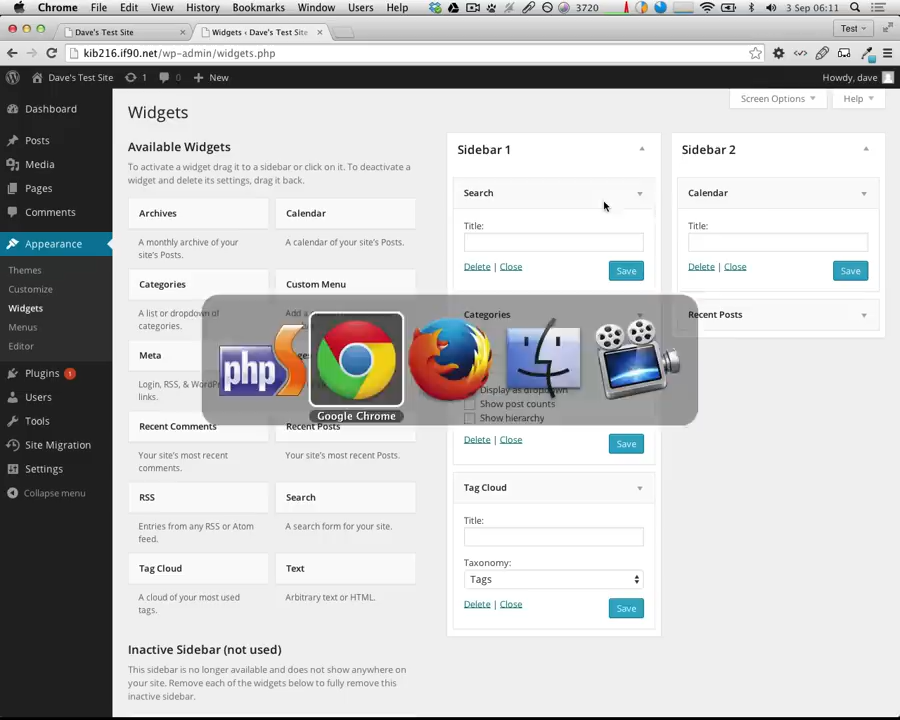 Chrome File Edit View History Bookmarks Window Users Help 3720 3 Sep 06:11
Dave's Test Site
Widgets ‹ Dave's Test Site
Test
kib216.if90.net/wp-admin/widgets.php
Dave's Test Site 1 0 + New Howdy, dave
Screen Options Help
Dashboard
Posts
Media
Pages
Comments
Appearance
Themes
Customize
Widgets
Menus
Editor
Plugins 1
Users
Tools
Site Migration
Settings
Collapse menu
Widgets
Available Widgets
To activate a widget drag it to a sidebar or click on it. To deactivate a
widget and delete its settings, drag it back.
Archives
A monthly archive of your
site's Posts.
Calendar
A calendar of your site's Posts.
Categories
A list or dropdown of
categories.
Custom Menu
Add a
Meta
Login, RSS, & WordPr
links.
Recent Comments
Your site's most recent
comments.
Recent Posts
Your site's most recent Posts.
RSS
Entries from any RSS or Atom
feed.
Search
A search form for your site.
Tag Cloud
A cloud of your most used
tags.
Text
Arbitrary text or HTML.
Inactive Sidebar (not used)
This sidebar is no longer available and does not show anywhere on
your site. Remove each of the widgets below to fully remove this
inactive sidebar.
Sidebar 1
Search
Title:
Delete | Close Save
Categories
Display as dropdown
Show post counts
Show hierarchy
Delete | Close Save
Tag Cloud
Title:
Taxonomy:
Tags
Delete | Close Save
Sidebar 2
Calendar
Title:
Delete | Close Save
Recent Posts
php
Google Chrome